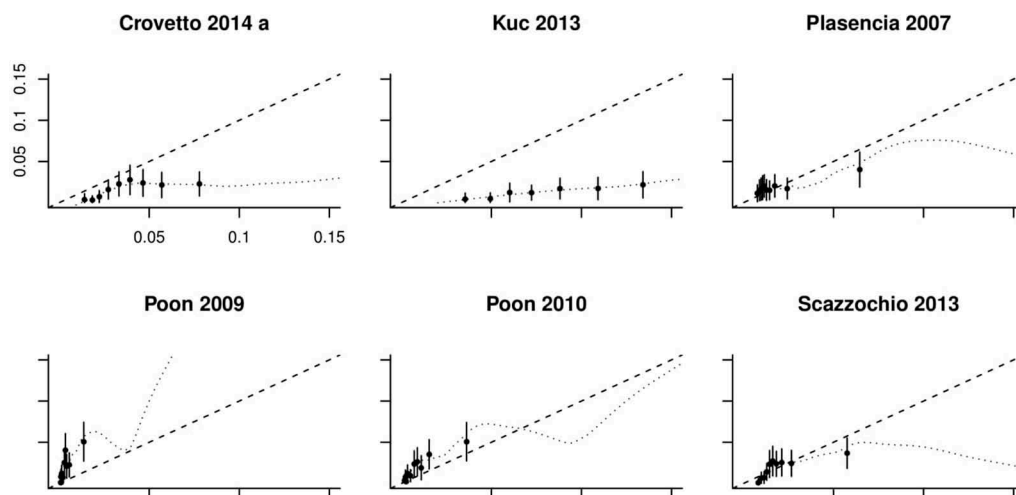 Crovetto 2014 a
Kuc 2013
Plasencia 2007
0.15
0.1
0.05
0.05
0.1
0.15
Poon 2009
Poon 2010
Scazzochio 2013